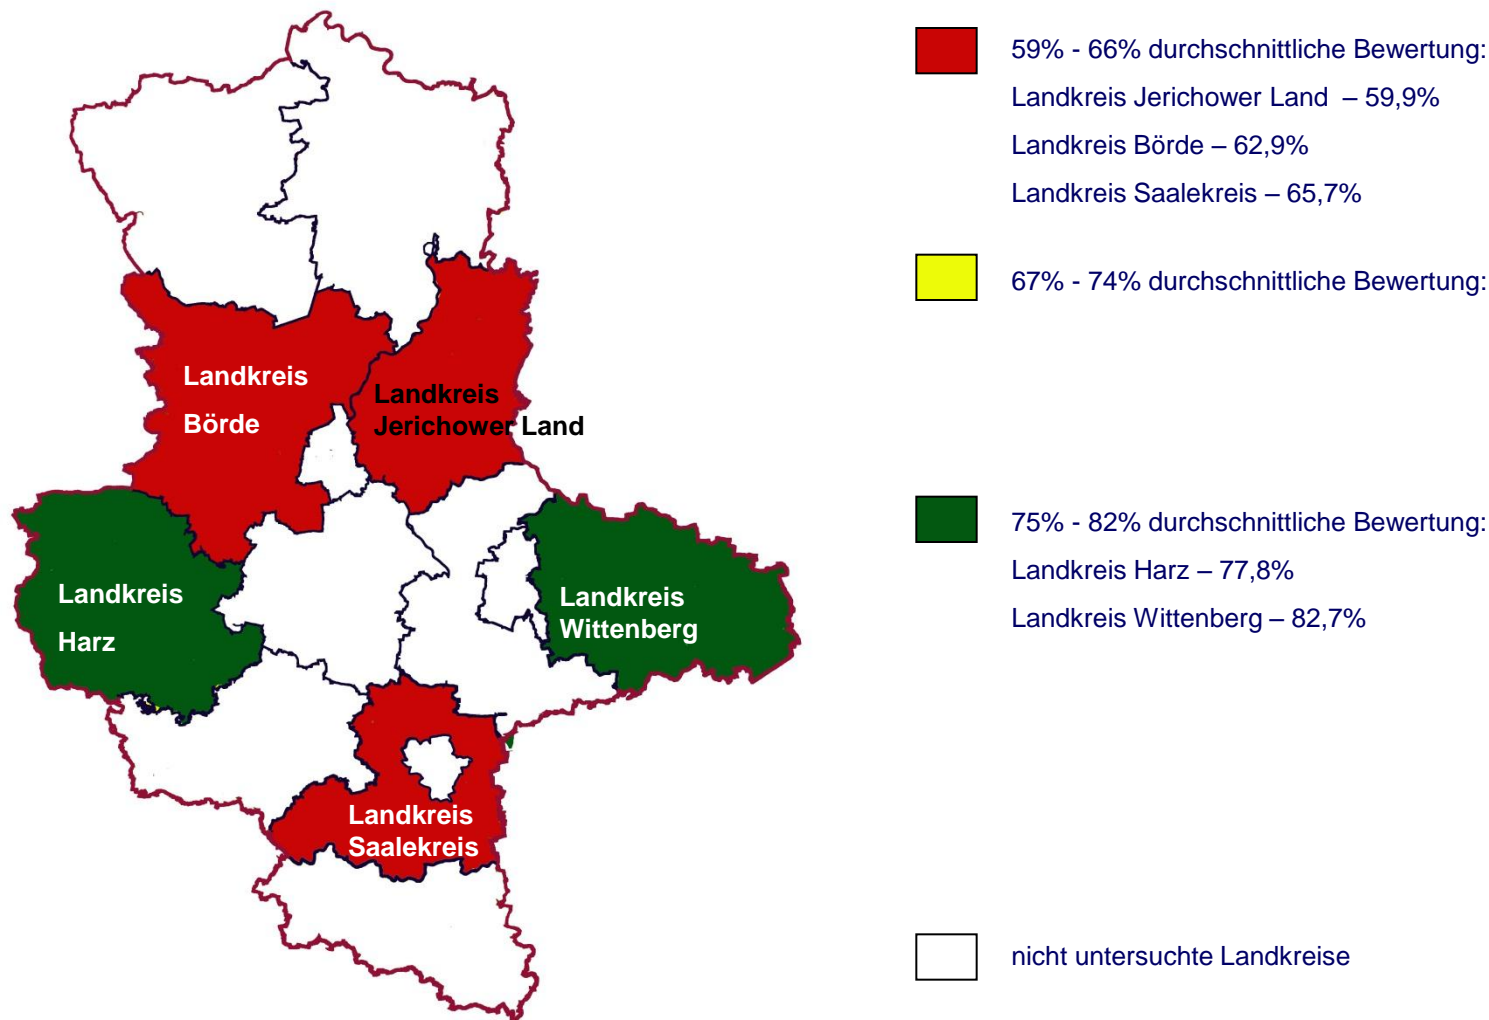 59% - 66% durchschnittliche Bewertung:
Landkreis Jerichower Land – 59,9%
Landkreis Börde – 62,9%
Landkreis Saalekreis – 65,7%
67% - 74% durchschnittliche Bewertung:
75% - 82% durchschnittliche Bewertung:
Landkreis Harz – 77,8%
Landkreis Wittenberg – 82,7%
nicht untersuchte Landkreise
Landkreis
Börde
Landkreis
Jerichower Land
Landkreis
Harz
Landkreis
Wittenberg
Landkreis
Saalekreis